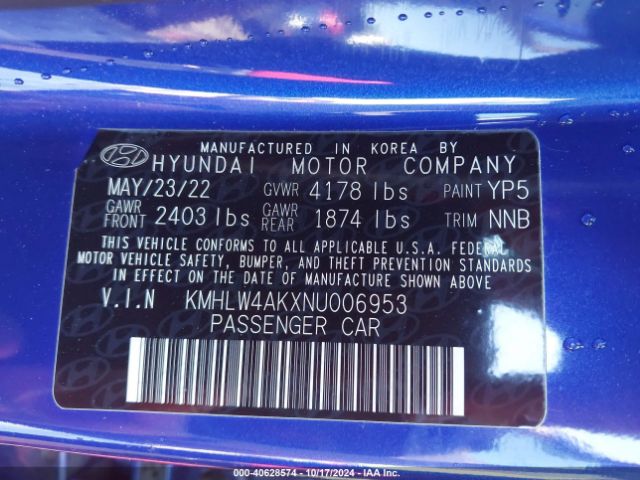 MANUFACTURED IN KOREA BY
HYUNDAI MOTOR COMPANY
MAY/23/22 GVWR 4178 lbs PAINT YP5
GAWR FRONT 2403 lbs GAWR REAR 1874 lbs TRIM NNB
THIS VEHICLE CONFORMS TO ALL APPLICABLE U.S.A. FEDERAL
MOTOR VEHICLE SAFETY, BUMPER, AND THEFT PREVENTION STANDARDS
IN EFFECT ON THE DATE OF MANUFACTURE SHOWN ABOVE
V.I.N KMHLW4AKXNU006953
PASSENGER CAR
000-40628574 - 10/17/2024 - IAA Inc.